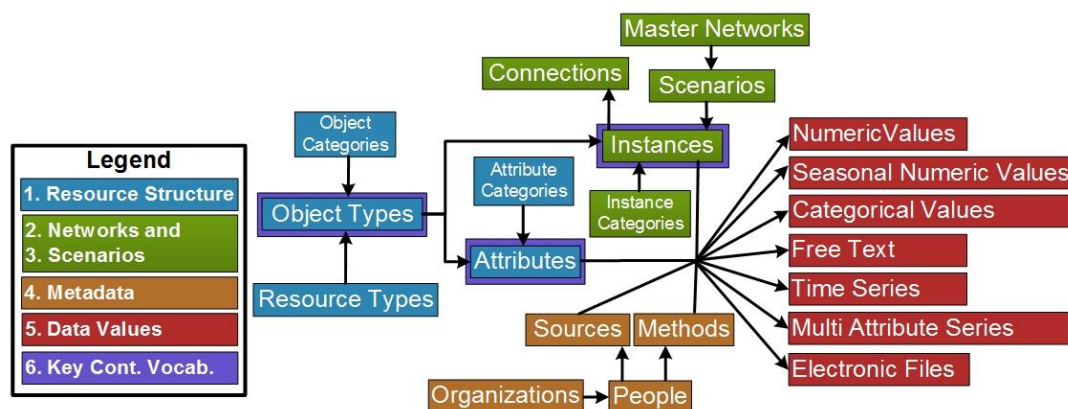 Legend
1. Resource Structure
2. Networks and
3. Scenarios
4. Metadata
5. Data Values
6. Key Cont. Vocab.
Object
Categories
Object Types
Resource Types
Attribute
Categories
Attributes
Master Networks
Connections
Scenarios
Instances
Instance
Categories
Sources
Methods
Organizations
People
NumericValues
Seasonal Numeric Values
Categorical Values
Free Text
Time Series
Multi Attribute Series
Electronic Files